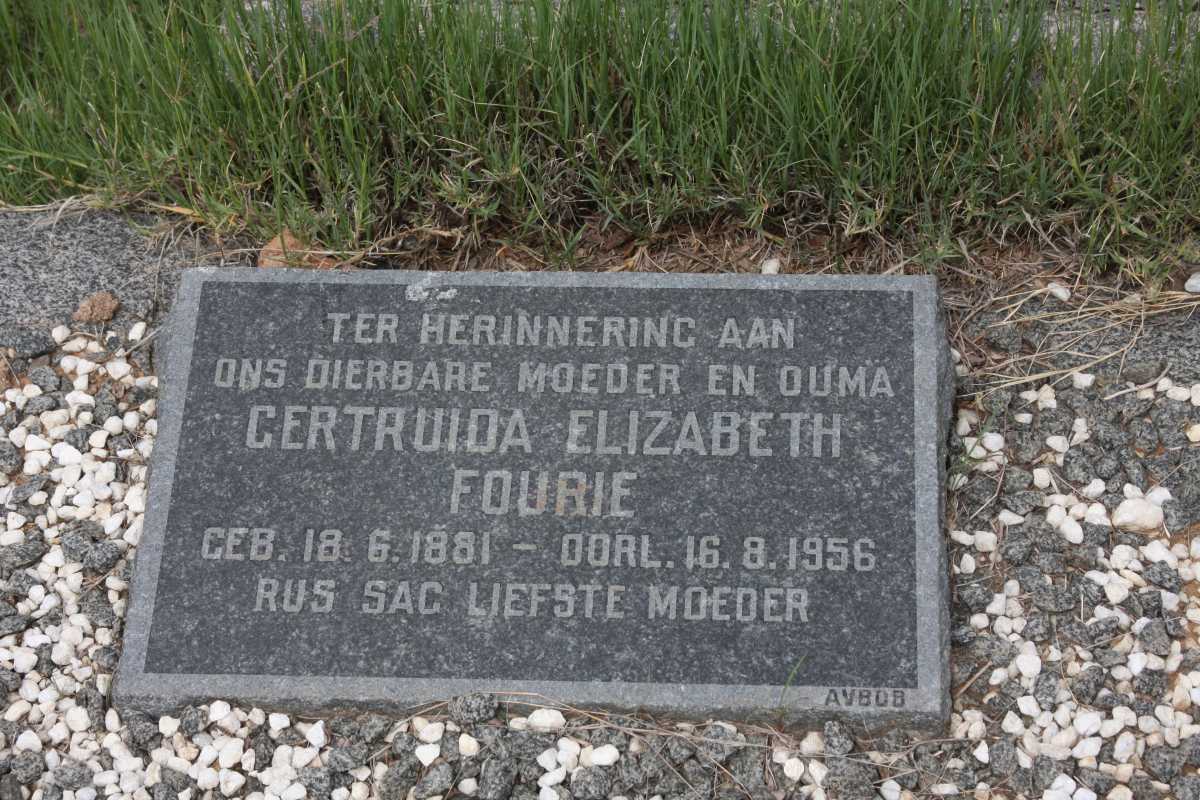 TER HERINNERING AAN
ONS DIERBARE MOEDER EN OUMA
GERTRUIDA ELIZABETH
FOURIE
GEB. 18. 6. 1881 - OORL. 16. 8. 1956
RUS SAG LIEFSTE MOEDER
AVBOB